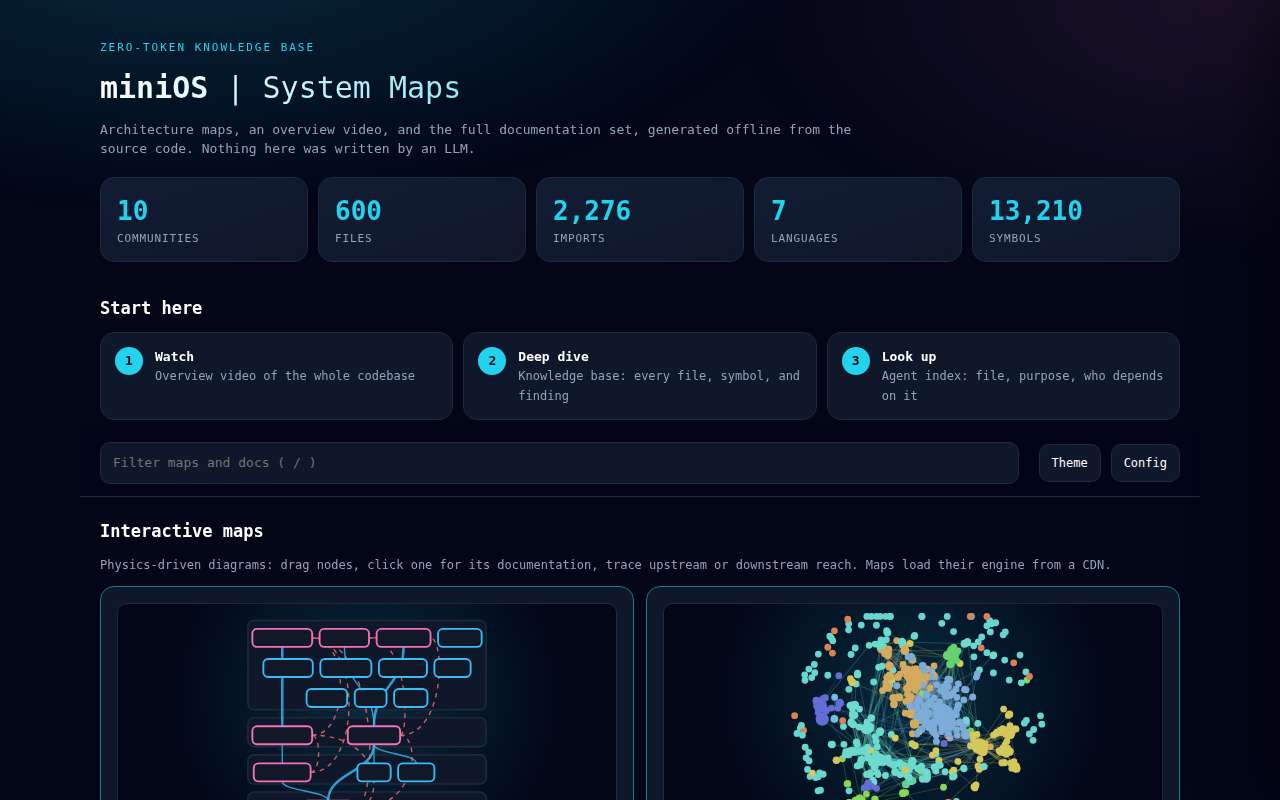 ZERO-TOKEN KNOWLEDGE BASE
miniOS | System Maps
Architecture maps, an overview video, and the full documentation set, generated offline from the
source code. Nothing here was written by an LLM.
10
COMMUNITIES
600
FILES
2,276
IMPORTS
7
LANGUAGES
13,210
SYMBOLS
Start here
1
Watch
Overview video of the whole codebase
2
Deep dive
Knowledge base: every file, symbol, and
finding
3
Look up
Agent index: file, purpose, who depends
on it
Filter maps and docs ( / )
Theme
Config
Interactive maps
Physics-driven diagrams: drag nodes, click one for its documentation, trace upstream or downstream reach. Maps load their engine from a CDN.